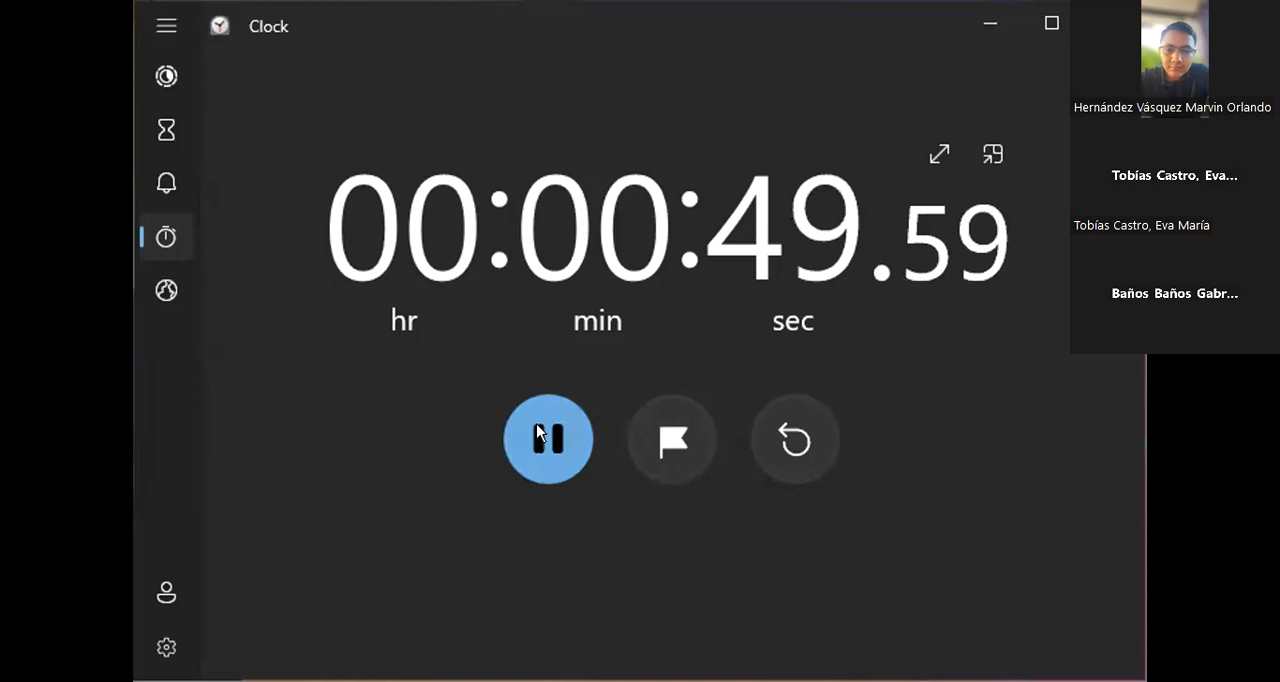 Clock
00:00:49.59
hr min sec
Hernández Vásquez Marvin Orlando
Tobías Castro, Eva...
Tobías Castro, Eva María
Baños Baños Gabr...